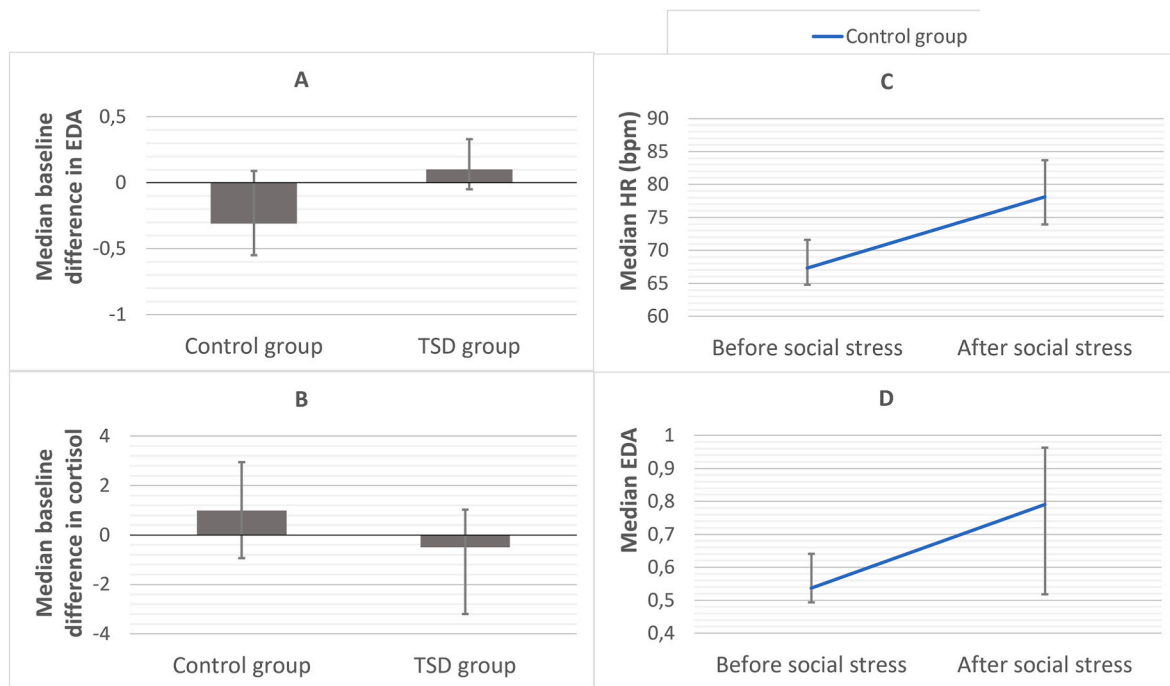 Control group
A
Median baseline
difference in EDA
0,5
0
-0,5
-1
Control group
TSD group
B
Median baseline
difference in cortisol
4
2
0
-2
-4
Control group
TSD group
C
Median HR (bpm)
90
85
80
75
70
65
60
Before social stress
After social stress
D
Median EDA
1
0,9
0,8
0,7
0,6
0,5
0,4
Before social stress
After social stress